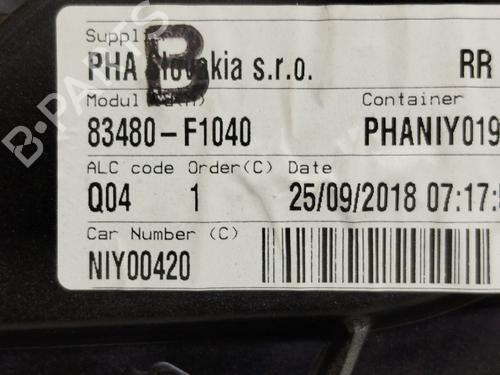 Supplier
B
PHA Slovakia s.r.o. RR
Modul Container
83480-F1040 PHANIY019
ALC code Order(C) Date
Q04 1 25/09/2018 07:17:
Car Number (C)
NIY00420
B-PARTS